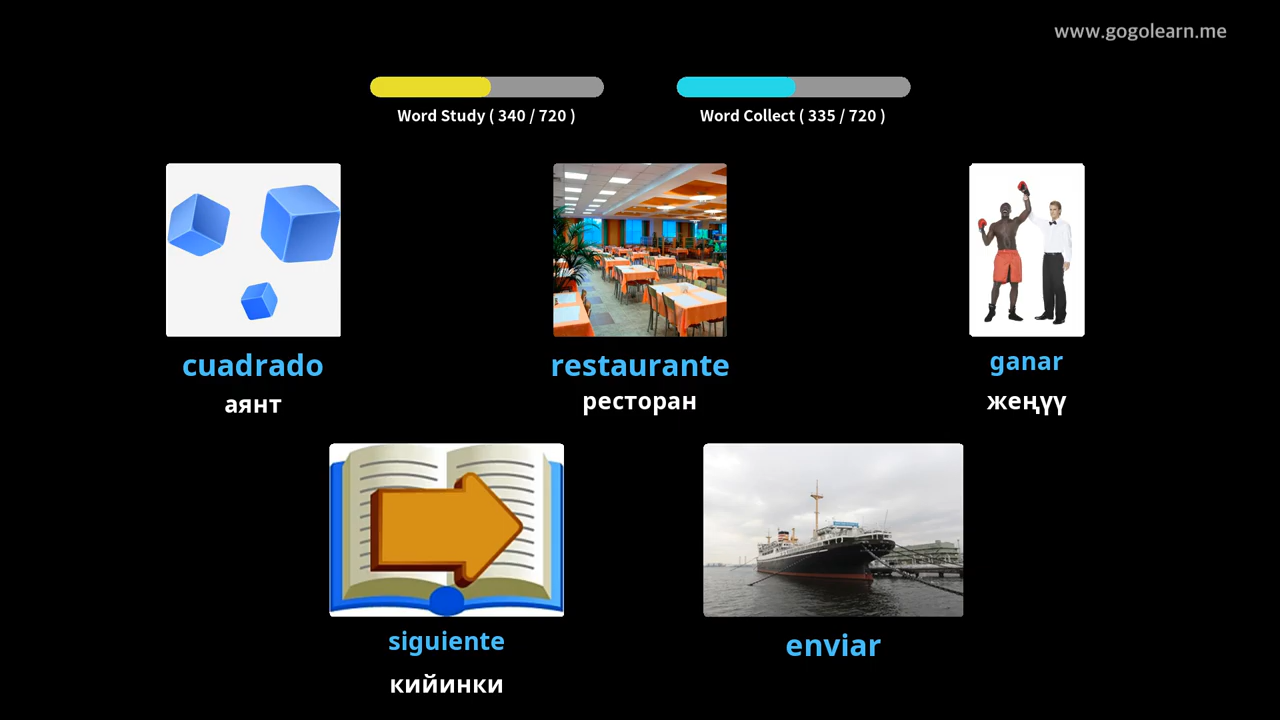 www.gogolearn.me
Word Study ( 340 / 720 )
Word Collect ( 335 / 720 )
cuadrado
restaurante
ganar
аянт
ресторан
жеңүү
siguiente
enviar
кийинки